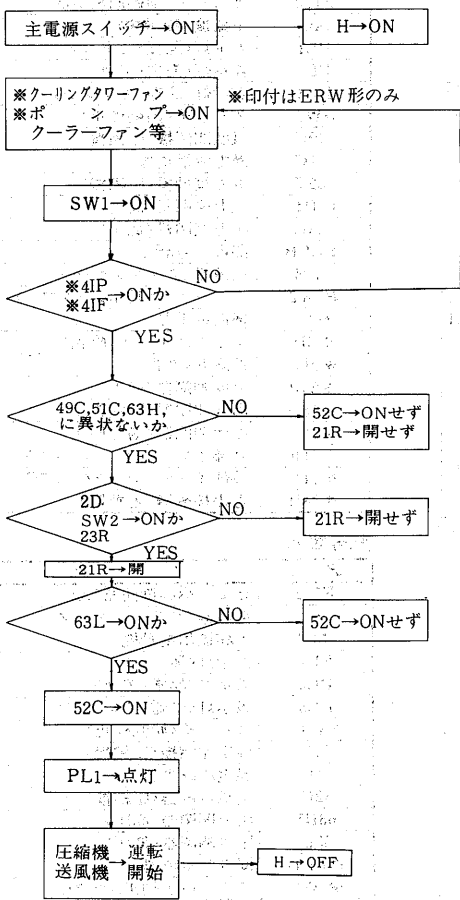 主電源スイッチ→ON
H→ON
※クーリングタワーファン
※ポンプ→ON
クーラーファン等
※印付はERW形のみ
SW1→ON
※4IP
※4IF→ONか
NO
YES
49C,51C,63H,
に異状ないか
NO
52C→ONせず
21R→開せず
YES
2D
SW2→ONか
23R
NO
21R→開せず
YES
21R→開
63L→ONか
NO
52C→ONせず
YES
52C→ON
PL1→点灯
圧縮機→運転
送風機 開始
H→OFF